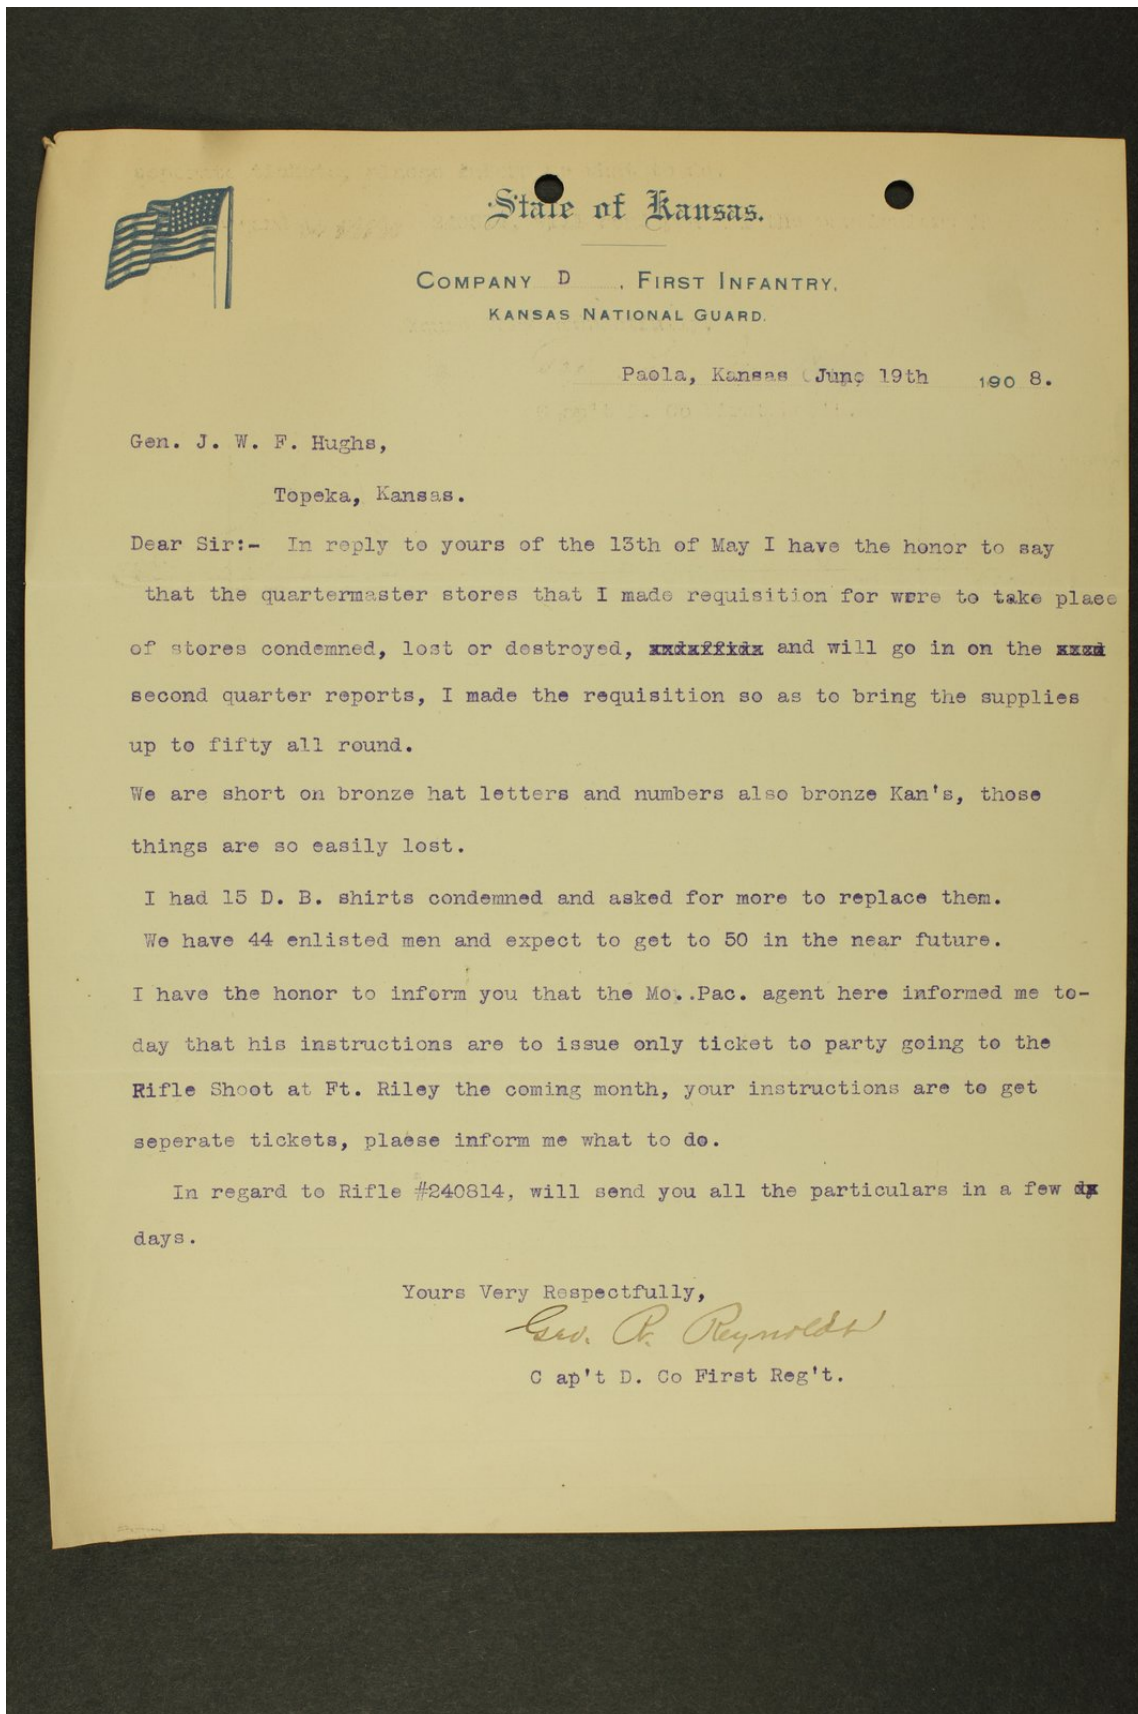 State of Kansas.
COMPANY D , FIRST INFANTRY,
KANSAS NATIONAL GUARD.
Paola, Kansas June 19th 1908.
Gen. J. W. F. Hughs,
Topeka, Kansas.
Dear Sir:- In reply to yours of the 13th of May I have the honor to say
that the quartermaster stores that I made requisition for were to take place
of stores condemned, lost or destroyed, and will go in on the
second quarter reports, I made the requisition so as to bring the supplies
up to fifty all round.
We are short on bronze hat letters and numbers also bronze Kan's, those
things are so easily lost.
I had 15 D. B. shirts condemned and asked for more to replace them.
We have 44 enlisted men and expect to get to 50 in the near future.
I have the honor to inform you that the Mo..Pac. agent here informed me to-
day that his instructions are to issue only ticket to party going to the
Rifle Shoot at Ft. Riley the coming month, your instructions are to get
seperate tickets, plaese inform me what to do.
In regard to Rifle #240814, will send you all the particulars in a few
days.
Yours Very Respectfully,
Geo. R. Reynolds
C ap't D. Co First Reg't.